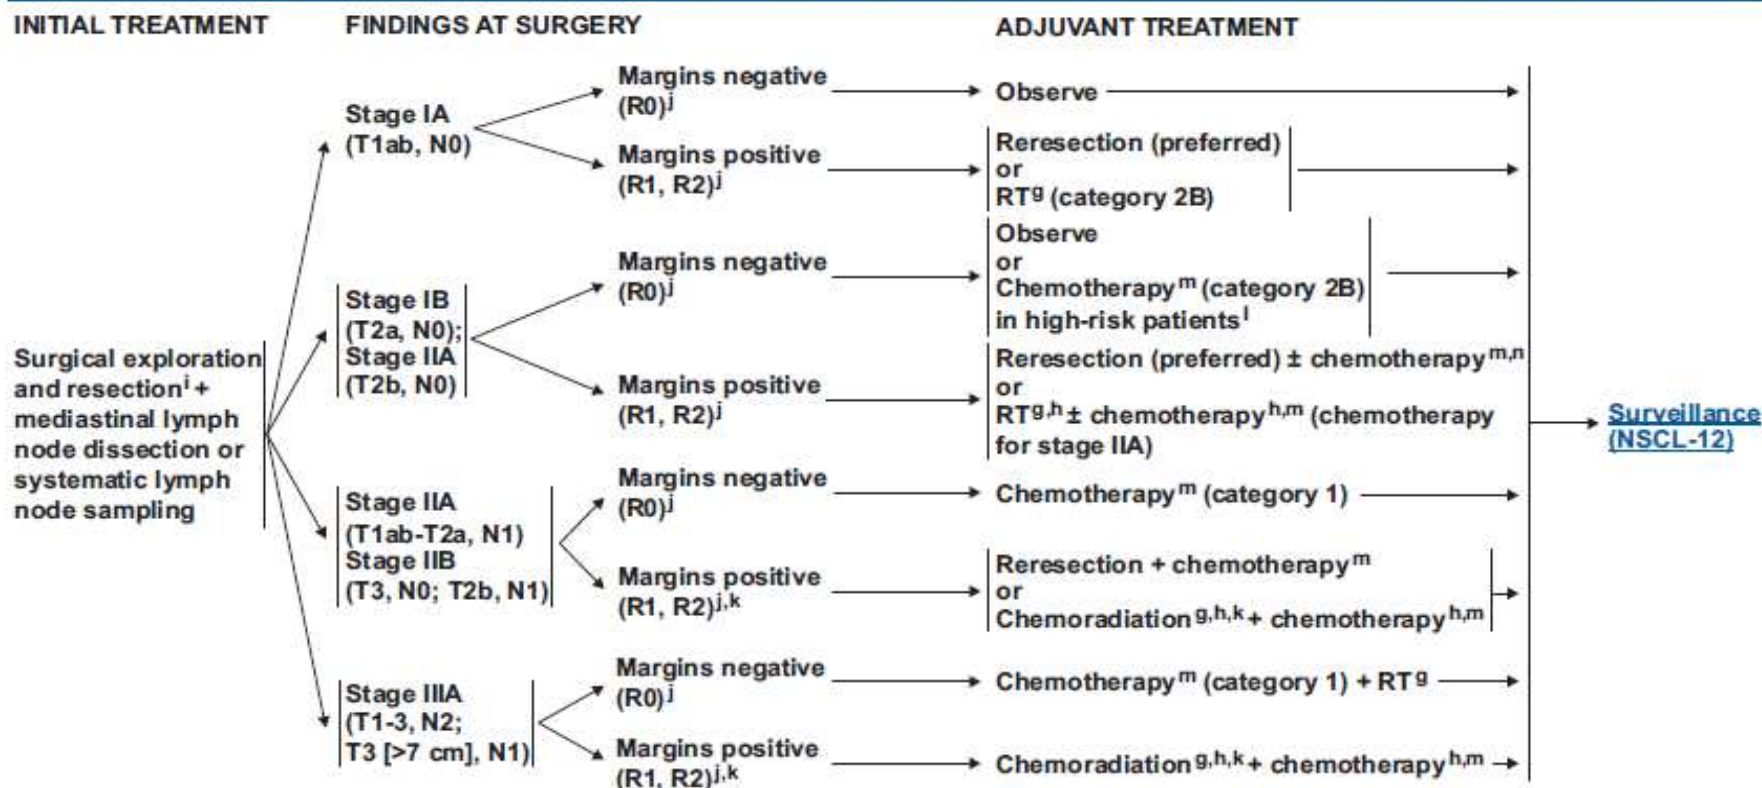 INITIAL TREATMENT
FINDINGS AT SURGERY
ADJUVANT TREATMENT
Surgical exploration
and resectionⁱ +
mediastinal lymph
node dissection or
systematic lymph
node sampling
Stage IA
(T1ab, N0)
Margins negative
(R0)ʲ
Observe
Margins positive
(R1, R2)ʲ
Reresection (preferred)
or
RTᵍ (category 2B)
Stage IB
(T2a, N0);
Stage IIA
(T2b, N0)
Margins negative
(R0)ʲ
Observe
or
Chemotherapyᵐ (category 2B)
in high-risk patientsˡ
Margins positive
(R1, R2)ʲ
Reresection (preferred) ± chemotherapyᵐ,ⁿ
or
RTᵍ,ʰ ± chemotherapyʰ,ᵐ (chemotherapy
for stage IIA)
Stage IIA
(T1ab-T2a, N1)
Stage IIB
(T3, N0; T2b, N1)
Margins negative
(R0)ʲ
Chemotherapyᵐ (category 1)
Margins positive
(R1, R2)ʲ,ᵏ
Reresection + chemotherapyᵐ
or
Chemoradiationᵍ,ʰ,ᵏ + chemotherapyʰ,ᵐ
Stage IIIA
(T1-3, N2;
T3 [>7 cm], N1)
Margins negative
(R0)ʲ
Chemotherapyᵐ (category 1) + RTᵍ
Margins positive
(R1, R2)ʲ,ᵏ
Chemoradiationᵍ,ʰ,ᵏ + chemotherapyʰ,ᵐ
Surveillance
(NSCL-12)